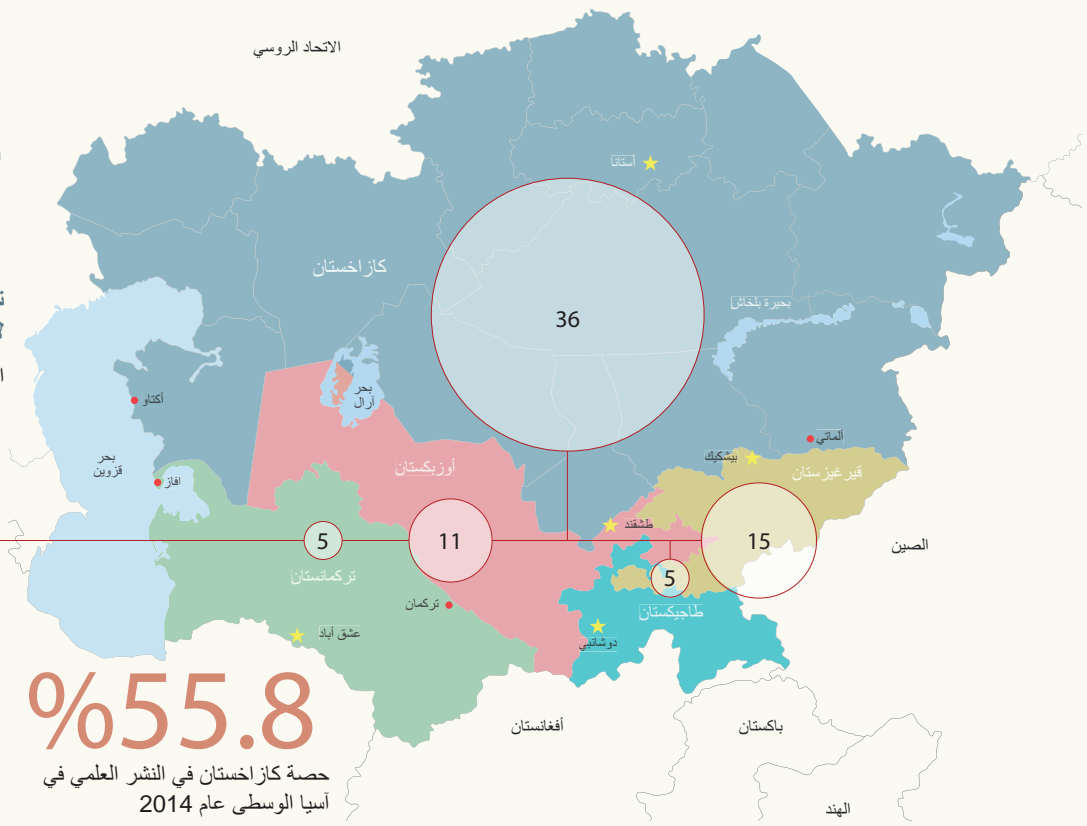 الاتحاد الروسي
أستانا
كازاخستان
36
بحيرة بلخاش
بحر
آرال
أكتاو
ألماتي
بيشكيك
قيرغيزستان
بحر
قزوين
افاز
أوزبكستان
طشقند
5
11
15
الصين
5
تركمانستان
تركمان
طاجيكستان
عشق أباد
دوشانبي
%55.8
حصة كازاخستان في النشر العلمي في
آسيا الوسطى عام 2014
أفغانستان
باكستان
الهند